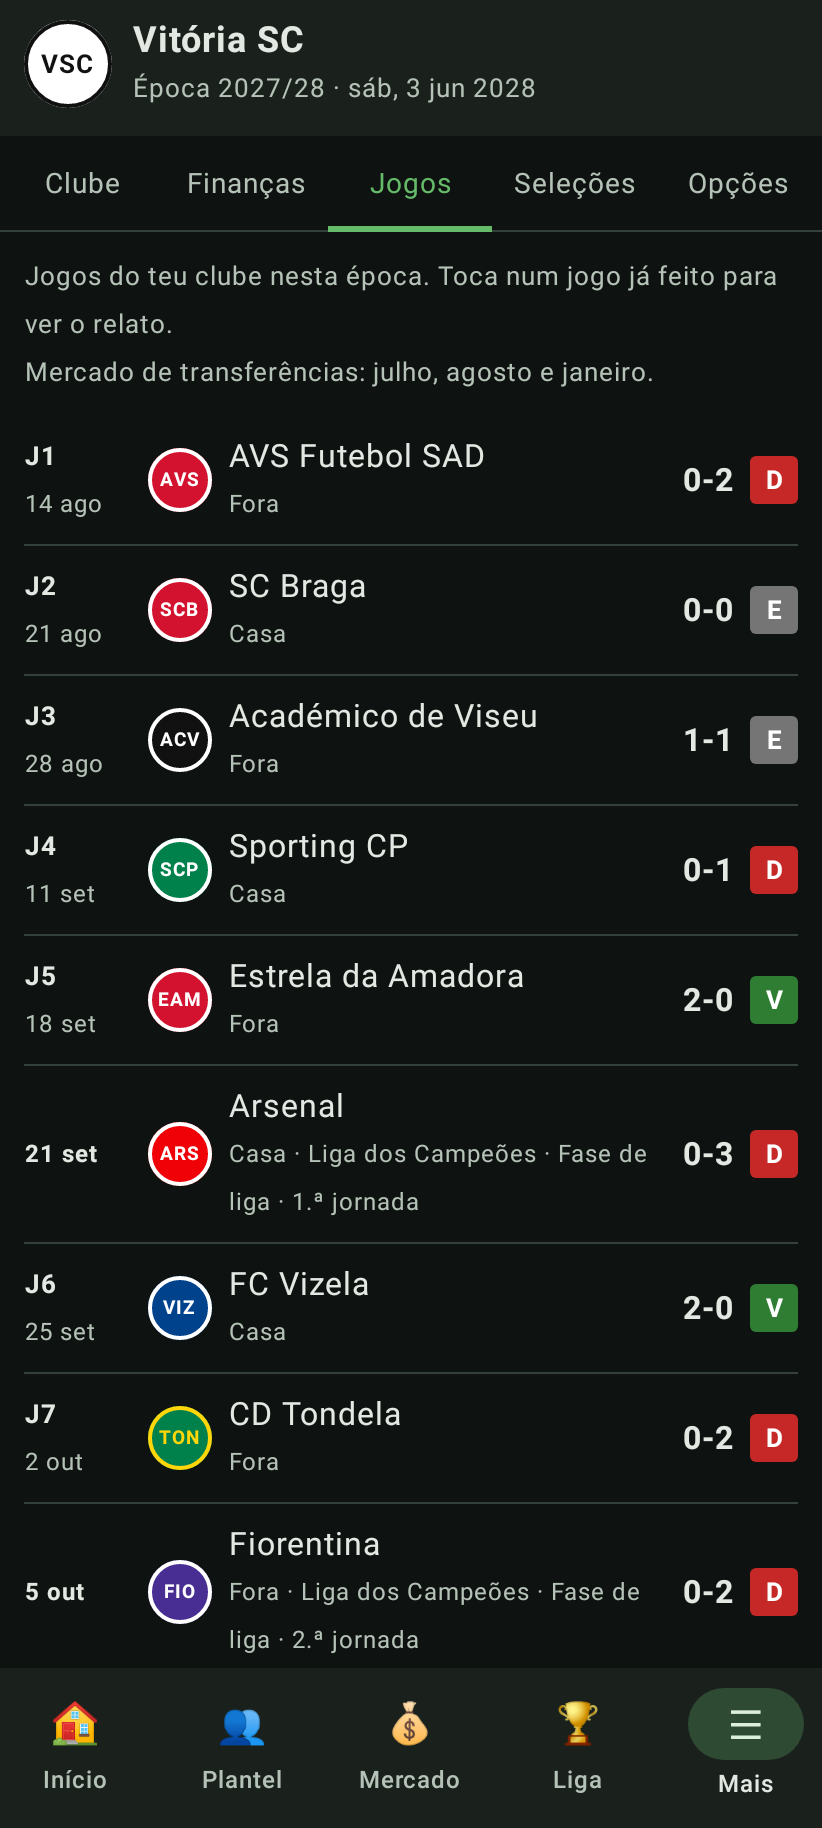 VSC
Vitória SC
Época 2027/28 · sáb, 3 jun 2028
Clube Finanças Jogos Seleções Opções
Jogos do teu clube nesta época. Toca num jogo já feito para
ver o relato.
Mercado de transferências: julho, agosto e janeiro.
J1
14 ago
AVS
AVS Futebol SAD
Fora
0-2 D
J2
21 ago
SCB
SC Braga
Casa
0-0 E
J3
28 ago
ACV
Académico de Viseu
Fora
1-1 E
J4
11 set
SCP
Sporting CP
Casa
0-1 D
J5
18 set
EAM
Estrela da Amadora
Fora
2-0 V
21 set
ARS
Arsenal
Casa · Liga dos Campeões · Fase de
liga · 1.ª jornada
0-3 D
J6
25 set
VIZ
FC Vizela
Casa
2-0 V
J7
2 out
TON
CD Tondela
Fora
0-2 D
5 out
FIO
Fiorentina
Fora · Liga dos Campeões · Fase de
liga · 2.ª jornada
0-2 D
Início Plantel Mercado Liga Mais